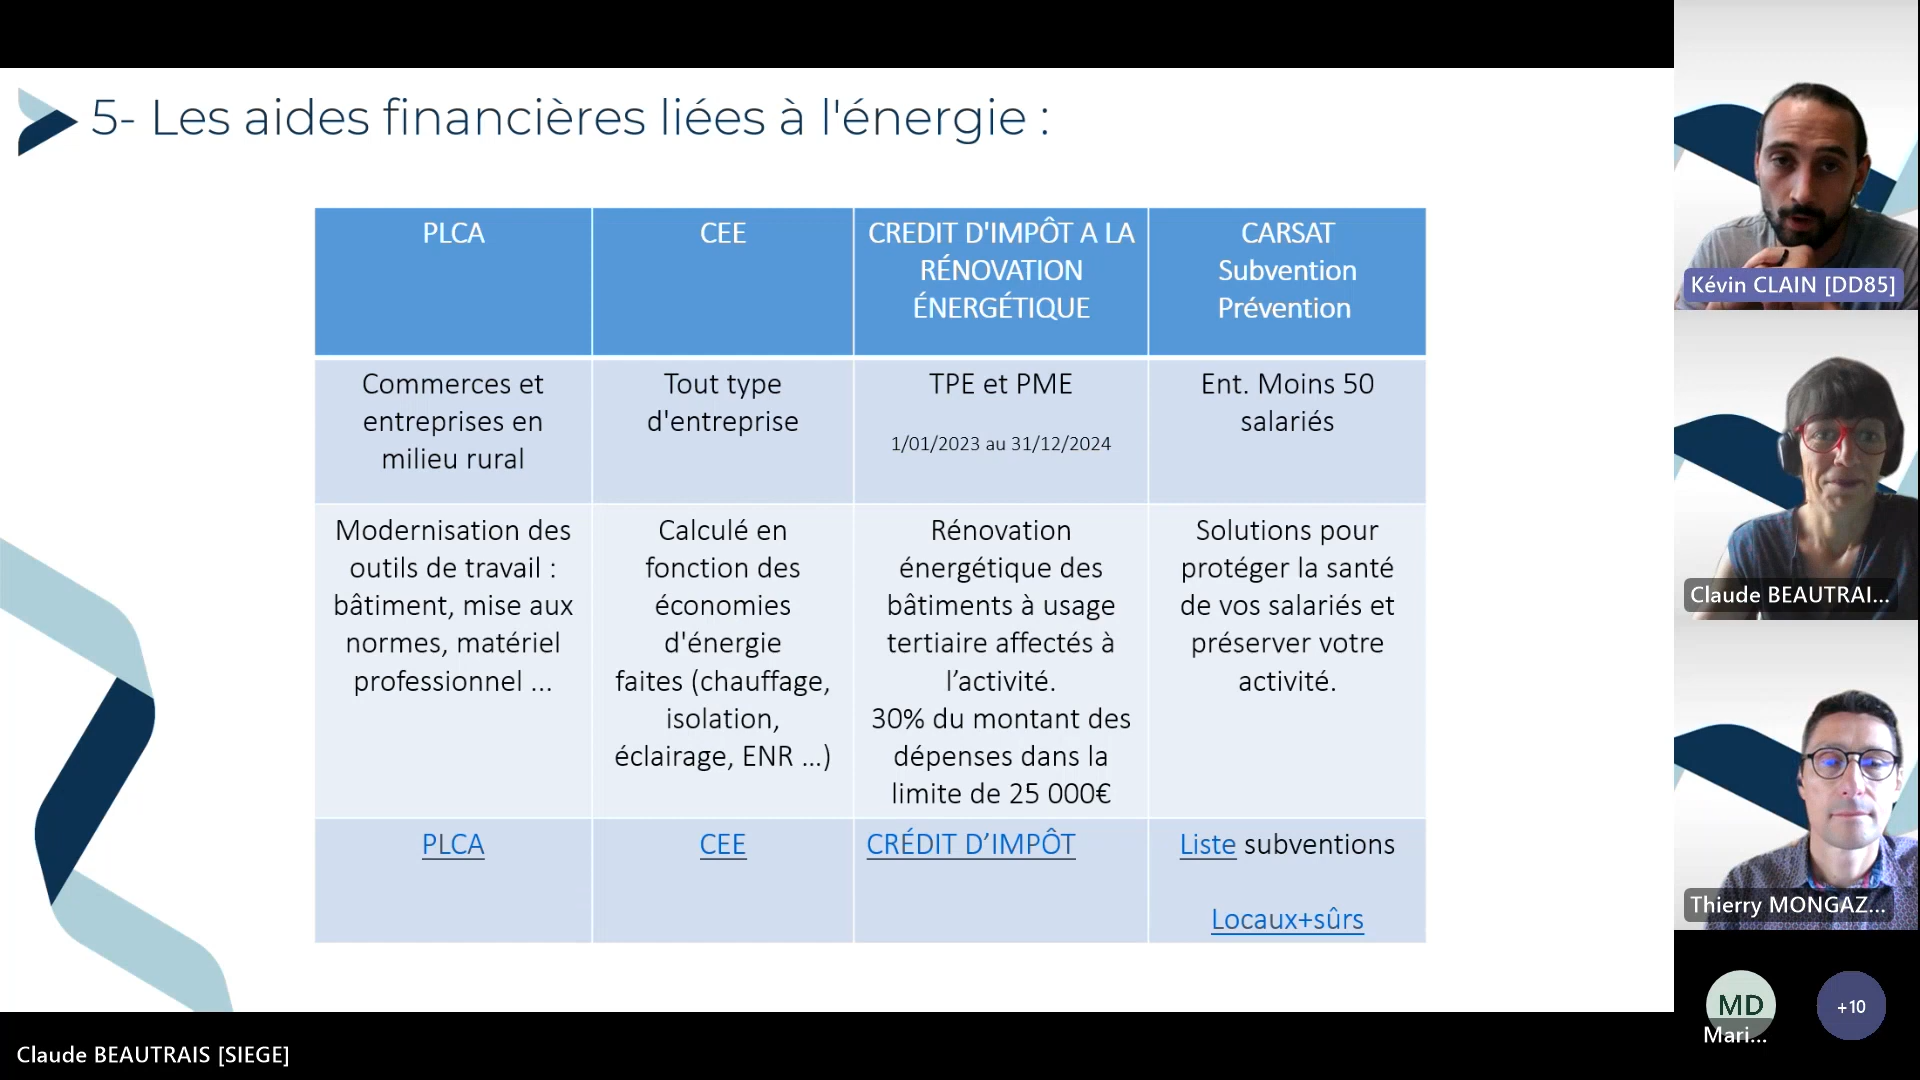 5- Les aides financières liées à l'énergie :
PLCA
CEE
CREDIT D'IMPÔT A LA
RÉNOVATION
ÉNERGÉTIQUE
CARSAT
Subvention
Prévention
Commerces et
entreprises en
milieu rural
Tout type
d'entreprise
TPE et PME
1/01/2023 au 31/12/2024
Ent. Moins 50
salariés
Modernisation des
outils de travail :
bâtiment, mise aux
normes, matériel
professionnel ...
Calculé en
fonction des
économies
d'énergie
faites (chauffage,
isolation,
éclairage, ENR ...)
Rénovation
énergétique des
bâtiments à usage
tertiaire affectés à
l’activité.
30% du montant des
dépenses dans la
limite de 25 000€
Solutions pour
protéger la santé
de vos salariés et
préserver votre
activité.
PLCA
CEE
CRÉDIT D’IMPÔT
Liste subventions
Locaux+sûrs
Kévin CLAIN [DD85]
Claude BEAUTRAI...
Thierry MONGAZ...
MD
Mari...
+10
Claude BEAUTRAIS [SIEGE]